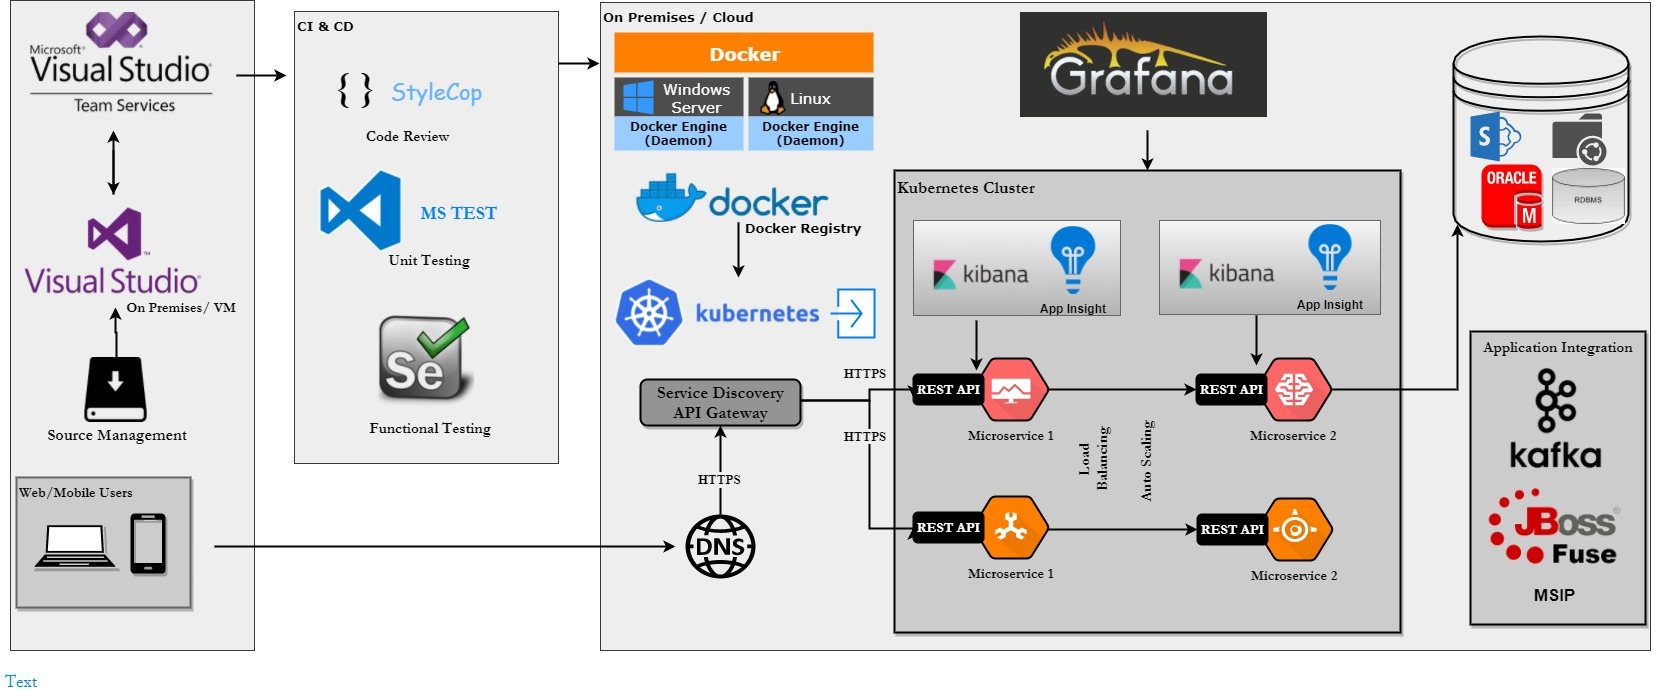 Microsoft®
Visual Studio®
Team Services
Visual Studio®
On Premises/ VM
Source Management
Web/Mobile Users
CI & CD
{ } StyleCop
Code Review
MS TEST
Unit Testing
Se
Functional Testing
On Premises / Cloud
Docker
Windows
Server
Linux
Docker Engine
(Daemon)
Docker Engine
(Daemon)
docker
Docker Registry
kubernetes
Service Discovery
API Gateway
HTTPS
HTTPS
HTTPS
DNS
Grafana
Kubernetes Cluster
kibana
App Insight
kibana
App Insight
REST API
Microservice 1
REST API
Microservice 2
Load
Balancing
Auto Scaling
REST API
Microservice 1
REST API
Microservice 2
S
ORACLE
M
RDBMS
Application Integration
kafka
JBoss®
Fuse
MSIP
Text